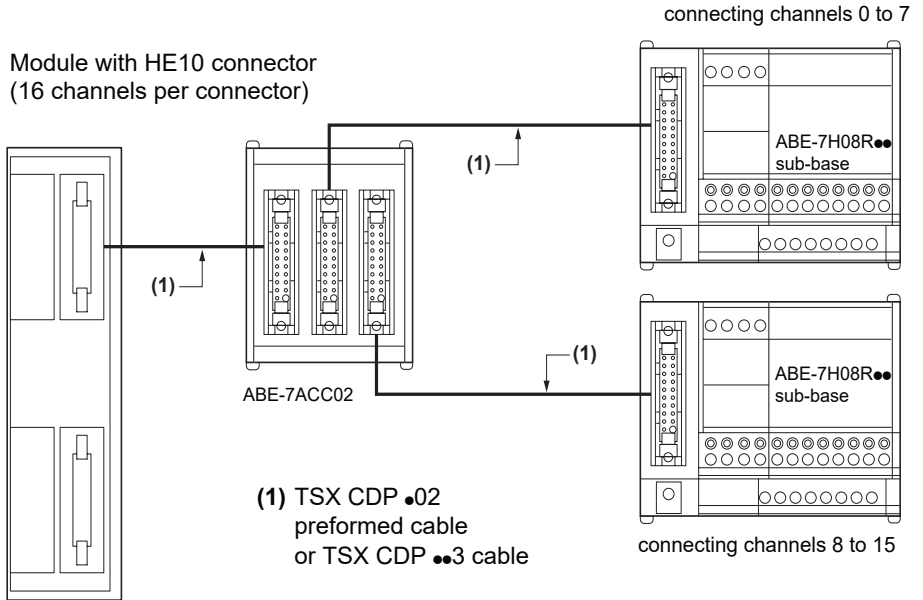 connecting channels 0 to 7
Module with HE10 connector
(16 channels per connector)
ABE-7H08R●●
sub-base
(1)
(1)
(1)
ABE-7ACC02
ABE-7H08R●●
sub-base
(1) TSX CDP ●02
preformed cable
or TSX CDP ●●3 cable
connecting channels 8 to 15